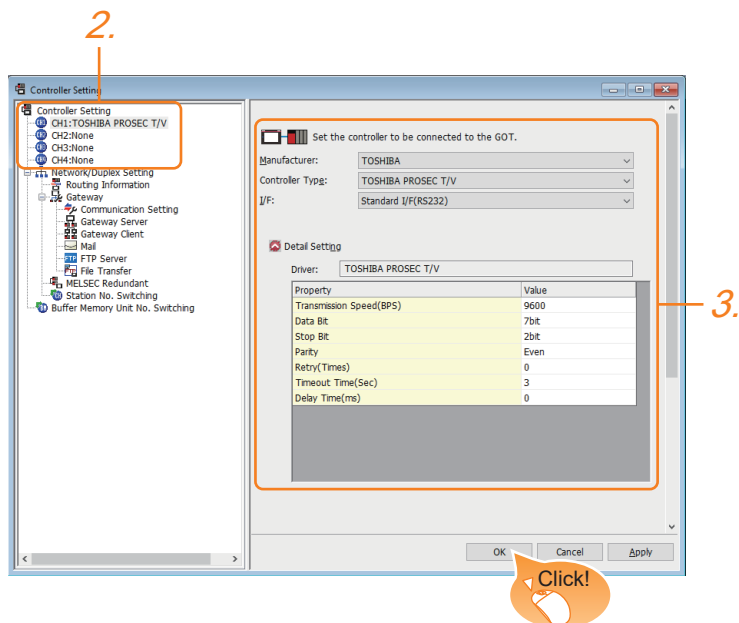 2.
Controller Setting
Controller Setting
CH1:TOSHIBA PROSEC T/V
CH2:None
CH3:None
CH4:None
Network/Duplex Setting
Routing Information
Gateway
Communication Setting
Gateway Server
Gateway Client
Mail
FTP Server
File Transfer
MELSEC Redundant
Station No. Switching
Buffer Memory Unit No. Switching
Set the controller to be connected to the GOT.
Manufacturer: TOSHIBA
Controller Type: TOSHIBA PROSEC T/V
I/F: Standard I/F(RS232)
Detail Setting
Driver: TOSHIBA PROSEC T/V
Property Value
Transmission Speed(BPS) 9600
Data Bit 7bit
Stop Bit 2bit
Parity Even
Retry(Times) 0
Timeout Time(Sec) 3
Delay Time(ms) 0
3.
OK Cancel Apply
Click!